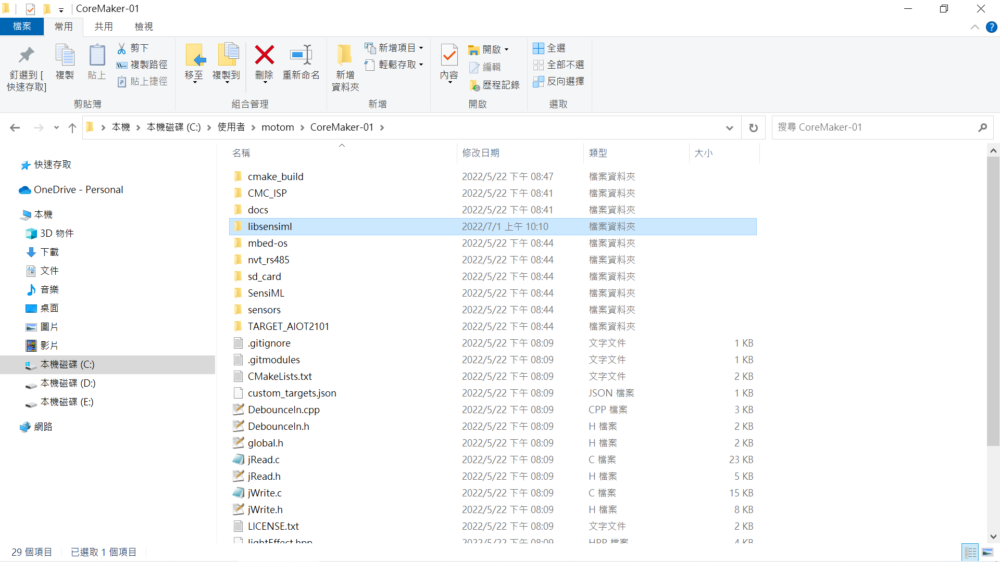 CoreMaker-01
檔案 常用 共用 檢視
釘選到 [快速存取]
複製
貼上
剪下
複製路徑
貼上捷徑
剪貼簿
移至
複製到
刪除
重新命名
組合管理
新增資料夾
新增項目
輕鬆存取
新增
內容
開啟
編輯
歷程記錄
開啟
全選
全部不選
反向選擇
選取
本機 本機磁碟 (C:) 使用者 motom CoreMaker-01
搜尋 CoreMaker-01
快速存取
OneDrive - Personal
本機
3D 物件
下載
文件
音樂
桌面
圖片
影片
本機磁碟 (C:)
本機磁碟 (D:)
本機磁碟 (E:)
網路
名稱 修改日期 類型 大小
cmake_build 2022/5/22 下午 08:47 檔案資料夾
CMC_ISP 2022/5/22 下午 08:41 檔案資料夾
docs 2022/5/22 下午 08:41 檔案資料夾
libsensiml 2022/7/1 上午 10:10 檔案資料夾
mbed-os 2022/5/22 下午 08:44 檔案資料夾
nvt_rs485 2022/5/22 下午 08:44 檔案資料夾
sd_card 2022/5/22 下午 08:44 檔案資料夾
SensiML 2022/5/22 下午 08:44 檔案資料夾
sensors 2022/5/22 下午 08:44 檔案資料夾
TARGET_AIOT2101 2022/5/22 下午 08:44 檔案資料夾
.gitignore 2022/5/22 下午 08:09 文字文件 1 KB
.gitmodules 2022/5/22 下午 08:09 文字文件 1 KB
CMakeLists.txt 2022/5/22 下午 08:09 文字文件 2 KB
custom_targets.json 2022/5/22 下午 08:09 JSON 檔案 1 KB
DebounceIn.cpp 2022/5/22 下午 08:09 CPP 檔案 3 KB
DebounceIn.h 2022/5/22 下午 08:09 H 檔案 2 KB
global.h 2022/5/22 下午 08:09 H 檔案 2 KB
jRead.c 2022/5/22 下午 08:09 C 檔案 23 KB
jRead.h 2022/5/22 下午 08:09 H 檔案 5 KB
jWrite.c 2022/5/22 下午 08:09 C 檔案 15 KB
jWrite.h 2022/5/22 下午 08:09 H 檔案 8 KB
LICENSE.txt 2022/5/22 下午 08:09 文字文件 2 KB
lightEffect.hpp 2022/5/22 下午 08:09 HPP 檔案 4 KB
29 個項目 已選取 1 個項目